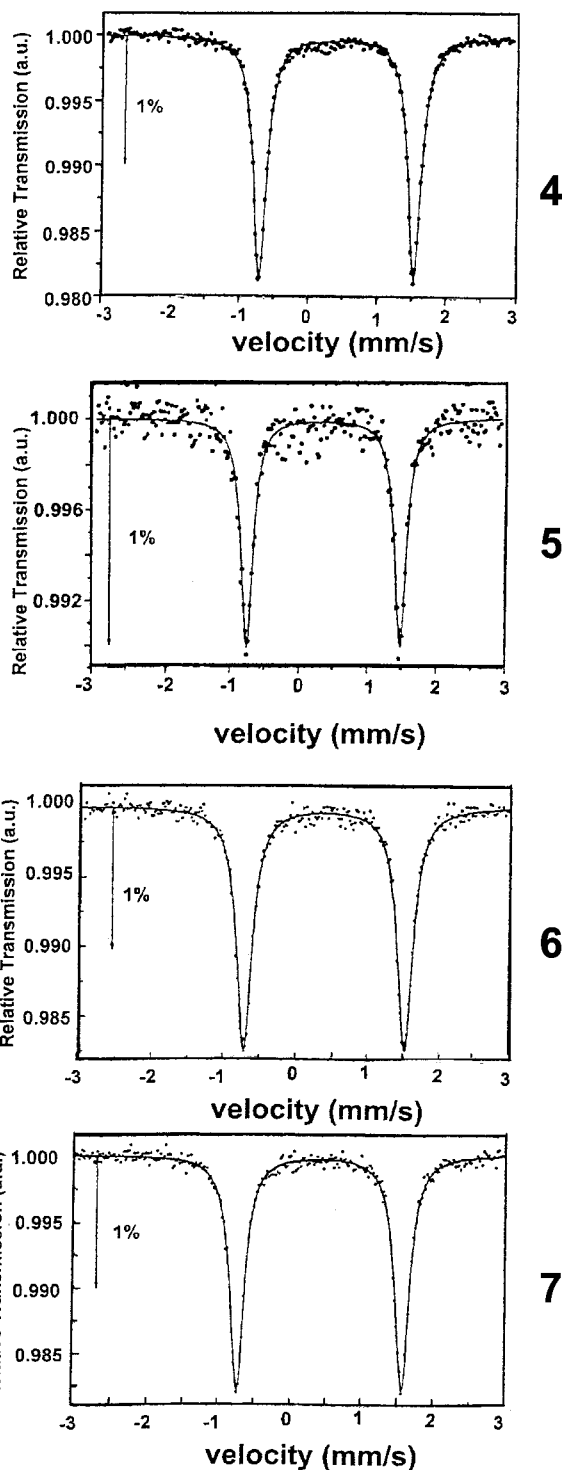 Relative Transmission (a.u.)
1.000
0.995
0.990
0.985
0.980
1%
-3 -2 -1 0 1 2 3
velocity (mm/s)
4
Relative Transmission (a.u.)
1.000
0.996
0.992
1%
-3 -2 -1 0 1 2 3
velocity (mm/s)
5
Relative Transmission (a.u.)
1.000
0.995
0.990
0.985
1%
-3 -2 -1 0 1 2 3
velocity (mm/s)
6
1.000
0.995
0.990
0.985
1%
-3 -2 -1 0 1 2 3
velocity (mm/s)
7